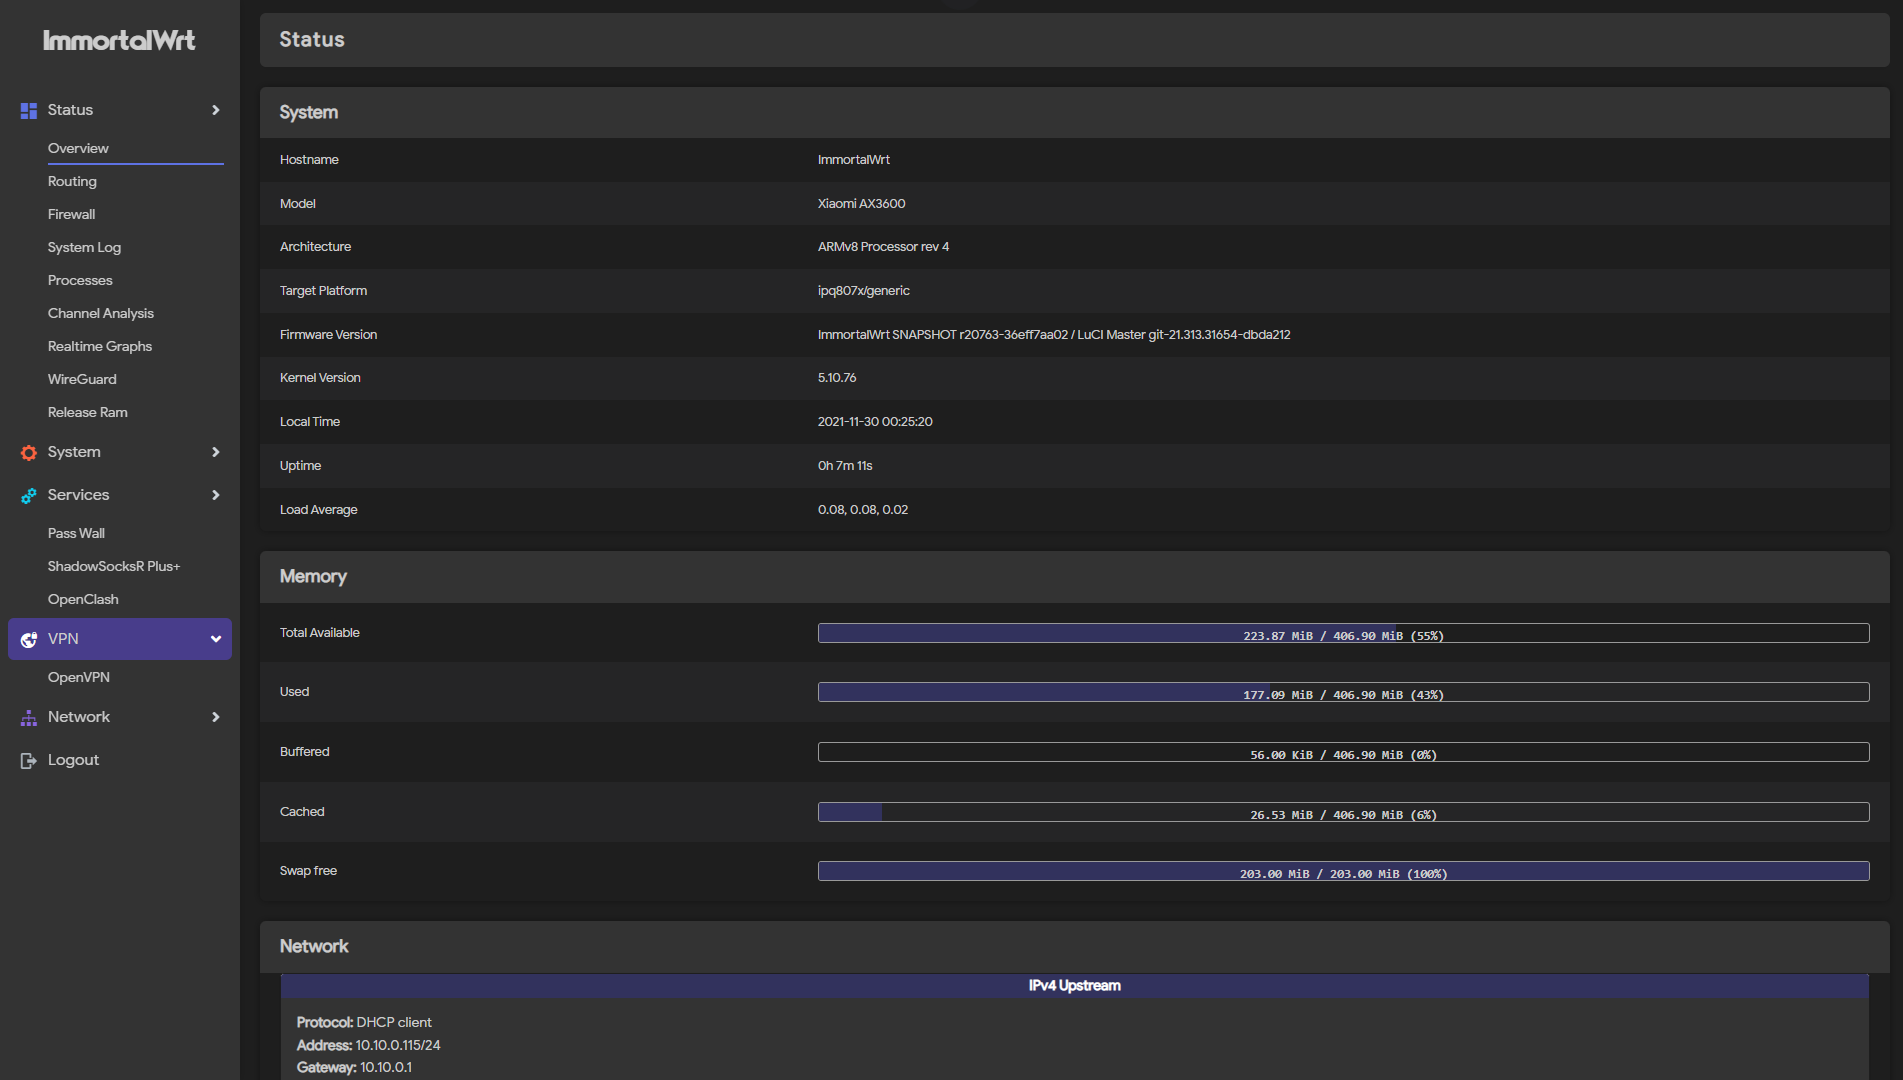 ImmortalWrt
Status
Overview
Routing
Firewall
System Log
Processes
Channel Analysis
Realtime Graphs
WireGuard
Release Ram
System
Services
Pass Wall
ShadowSocksR Plus+
OpenClash
VPN
OpenVPN
Network
Logout
Status
System
Hostname ImmortalWrt
Model Xiaomi AX3600
Architecture ARMv8 Processor rev 4
Target Platform ipq807x/generic
Firmware Version ImmortalWrt SNAPSHOT r20763-36eff7aa02 / LuCI Master git-21.313.31654-dbda212
Kernel Version 5.10.76
Local Time 2021-11-30 00:25:20
Uptime 0h 7m 11s
Load Average 0.08, 0.08, 0.02
Memory
Total Available 223.87 MiB / 406.90 MiB (55%)
Used 177.09 MiB / 406.90 MiB (43%)
Buffered 56.00 KiB / 406.90 MiB (0%)
Cached 26.53 MiB / 406.90 MiB (6%)
Swap free 203.00 MiB / 203.00 MiB (100%)
Network
IPv4 Upstream
Protocol: DHCP client
Address: 10.10.0.115/24
Gateway: 10.10.0.1